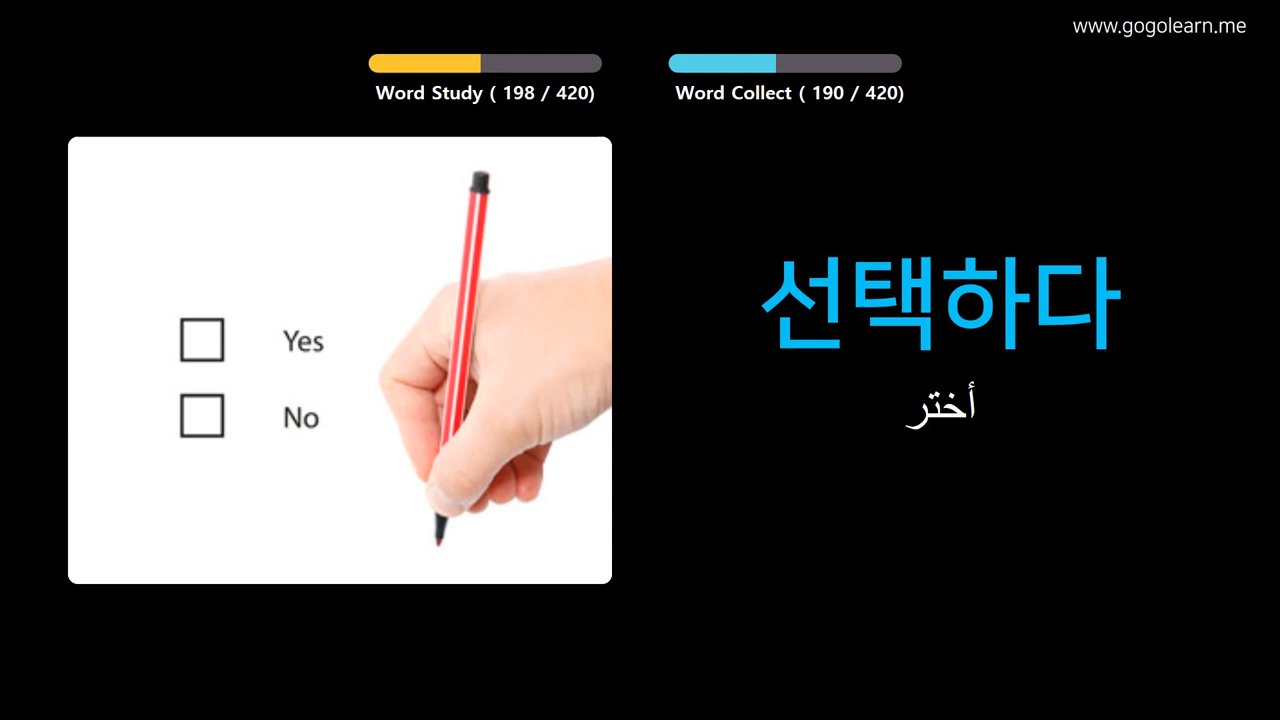 www.gogolearn.me
Word Study ( 198 / 420)
Word Collect ( 190 / 420)
Yes
No
선택하다
أختر